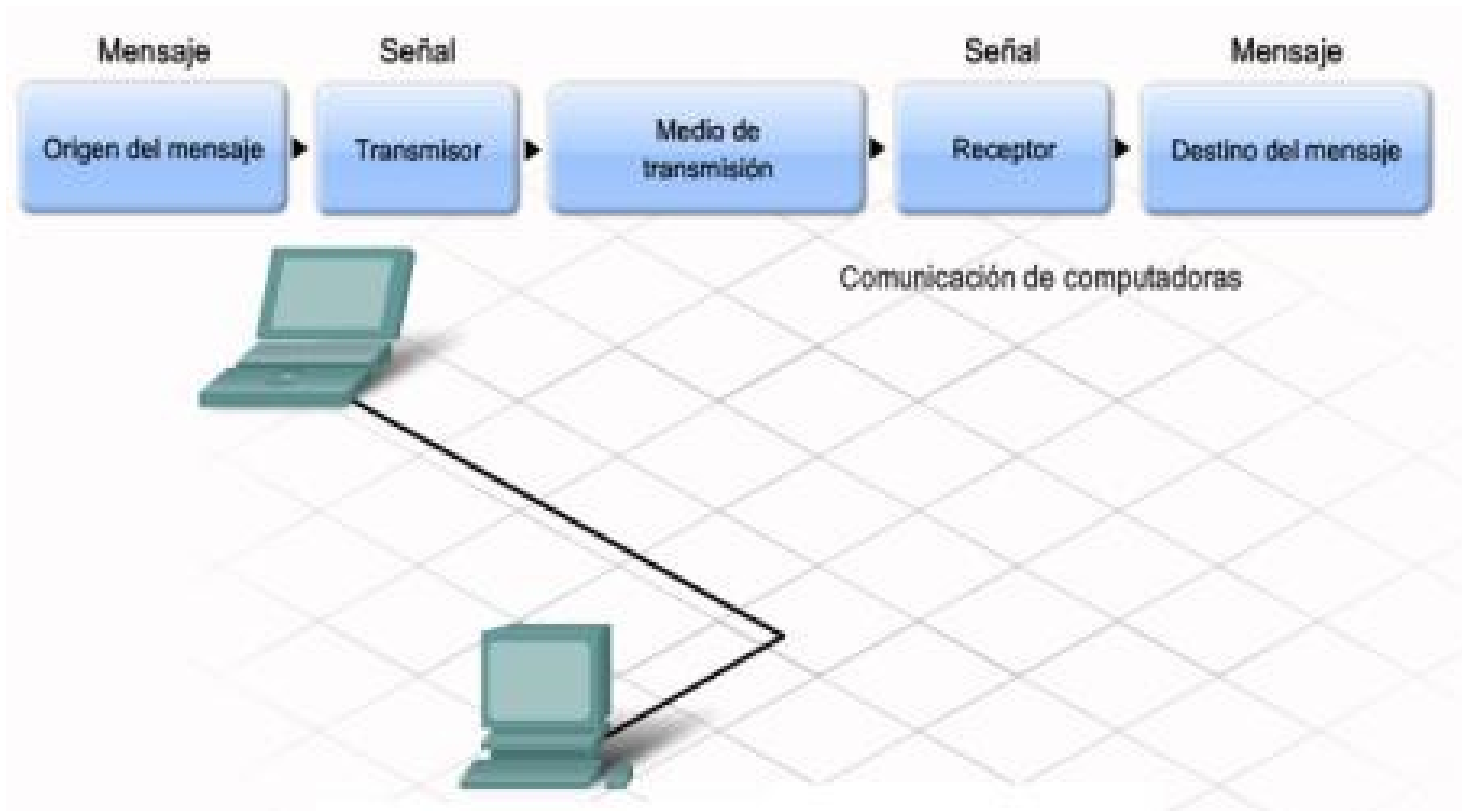 Mensaje
Señal
Señal
Mensaje
Origen del mensaje
Transmisor
Medio de
transmisión
Receptor
Destino del mensaje
Comunicación de computadoras